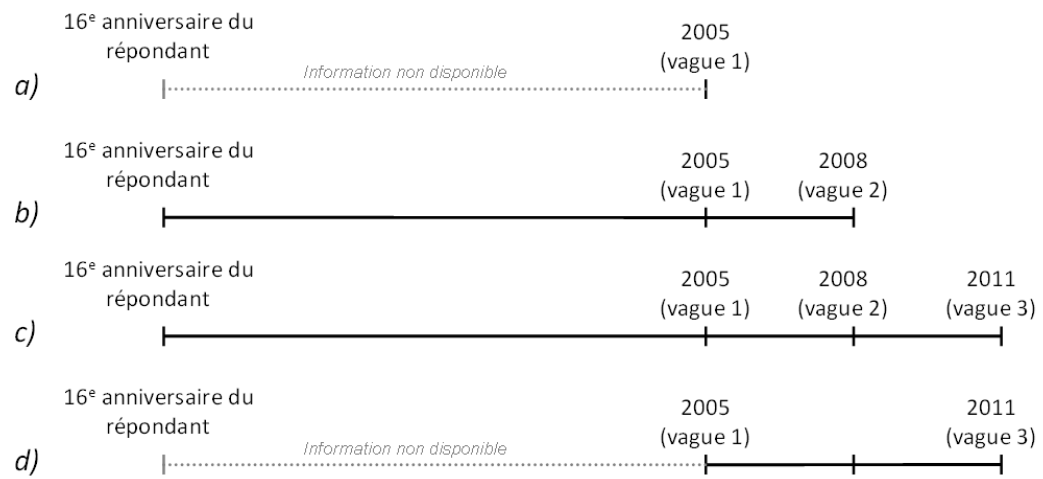 16e anniversaire du
répondant
Information non disponible
2005
(vague 1)
a)
16e anniversaire du
répondant
2005
(vague 1)
2008
(vague 2)
b)
16e anniversaire du
répondant
2005
(vague 1)
2008
(vague 2)
2011
(vague 3)
c)
16e anniversaire du
répondant
Information non disponible
2005
(vague 1)
2011
(vague 3)
d)